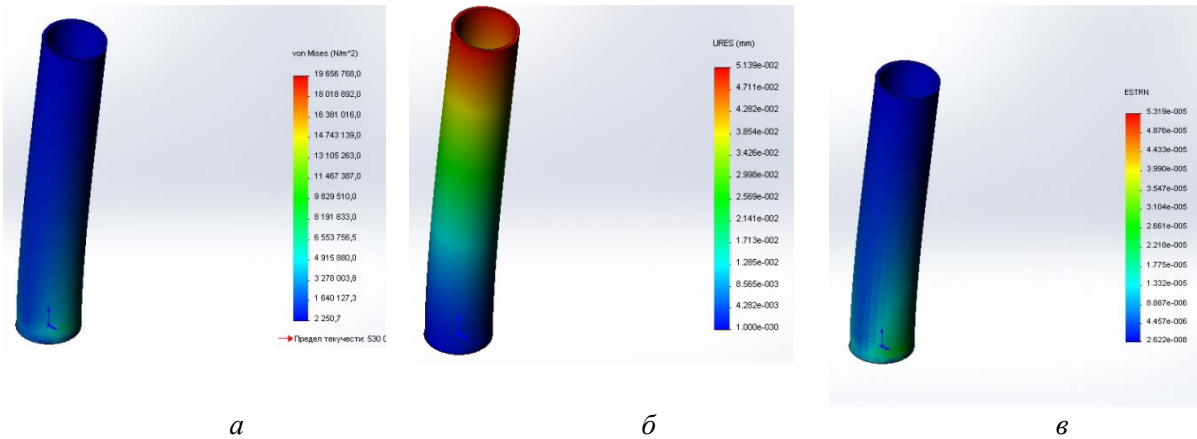 von Mises (N/m^2)
19 656 768,0
18 018 892,0
16 381 016,0
14 743 139,0
13 105 263,0
11 467 387,0
9 829 510,0
8 191 633,0
6 553 756,5
4 915 880,0
3 278 003,8
1 640 127,3
2 250,7
Предел текучести: 530 0
URES (mm)
5.139e-002
4.711e-002
4.282e-002
3.854e-002
3.426e-002
2.998e-002
2.569e-002
2.141e-002
1.713e-002
1.285e-002
8.565e-003
4.282e-003
1.000e-030
ESTRN
5.319e-005
4.876e-005
4.433e-005
3.990e-005
3.547e-005
3.104e-005
2.661e-005
2.218e-005
1.775e-005
1.332e-005
8.887e-006
4.457e-006
2.622e-008
а
б
в